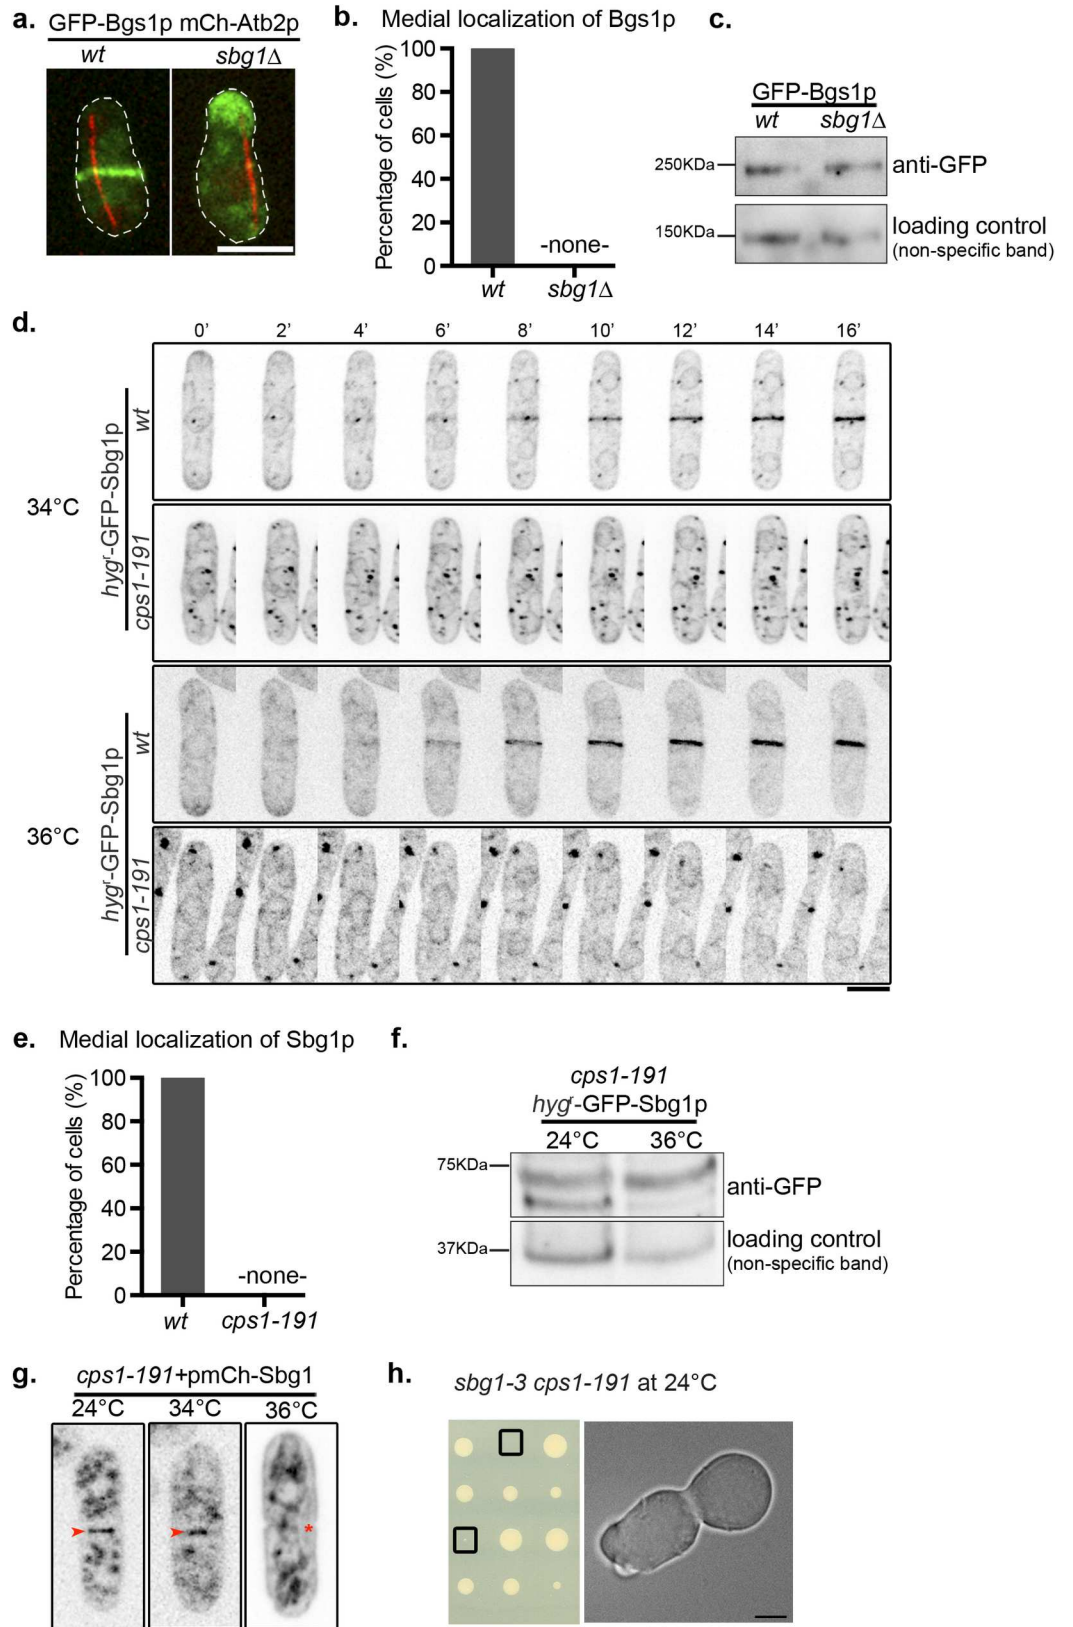 a. GFP-Bgs1p mCh-Atb2p
wt sbg1Δ
b. Medial localization of Bgs1p
Percentage of cells (%)
100
80
60
40
20
0
-none-
wt sbg1Δ
c.
GFP-Bgs1p
wt sbg1Δ
250KDa anti-GFP
150KDa loading control
(non-specific band)
d.
0’ 2’ 4’ 6’ 8’ 10’ 12’ 14’ 16’
34°C
hygʳ-GFP-Sbg1p
wt
cps1-191
36°C
hygʳ-GFP-Sbg1p
wt
cps1-191
e. Medial localization of Sbg1p
Percentage of cells (%)
100
80
60
40
20
0
-none-
wt cps1-191
f.
cps1-191
hygʳ-GFP-Sbg1p
24°C 36°C
75KDa anti-GFP
37KDa loading control
(non-specific band)
g. cps1-191+pmCh-Sbg1
24°C 34°C 36°C
*
h. sbg1-3 cps1-191 at 24°C